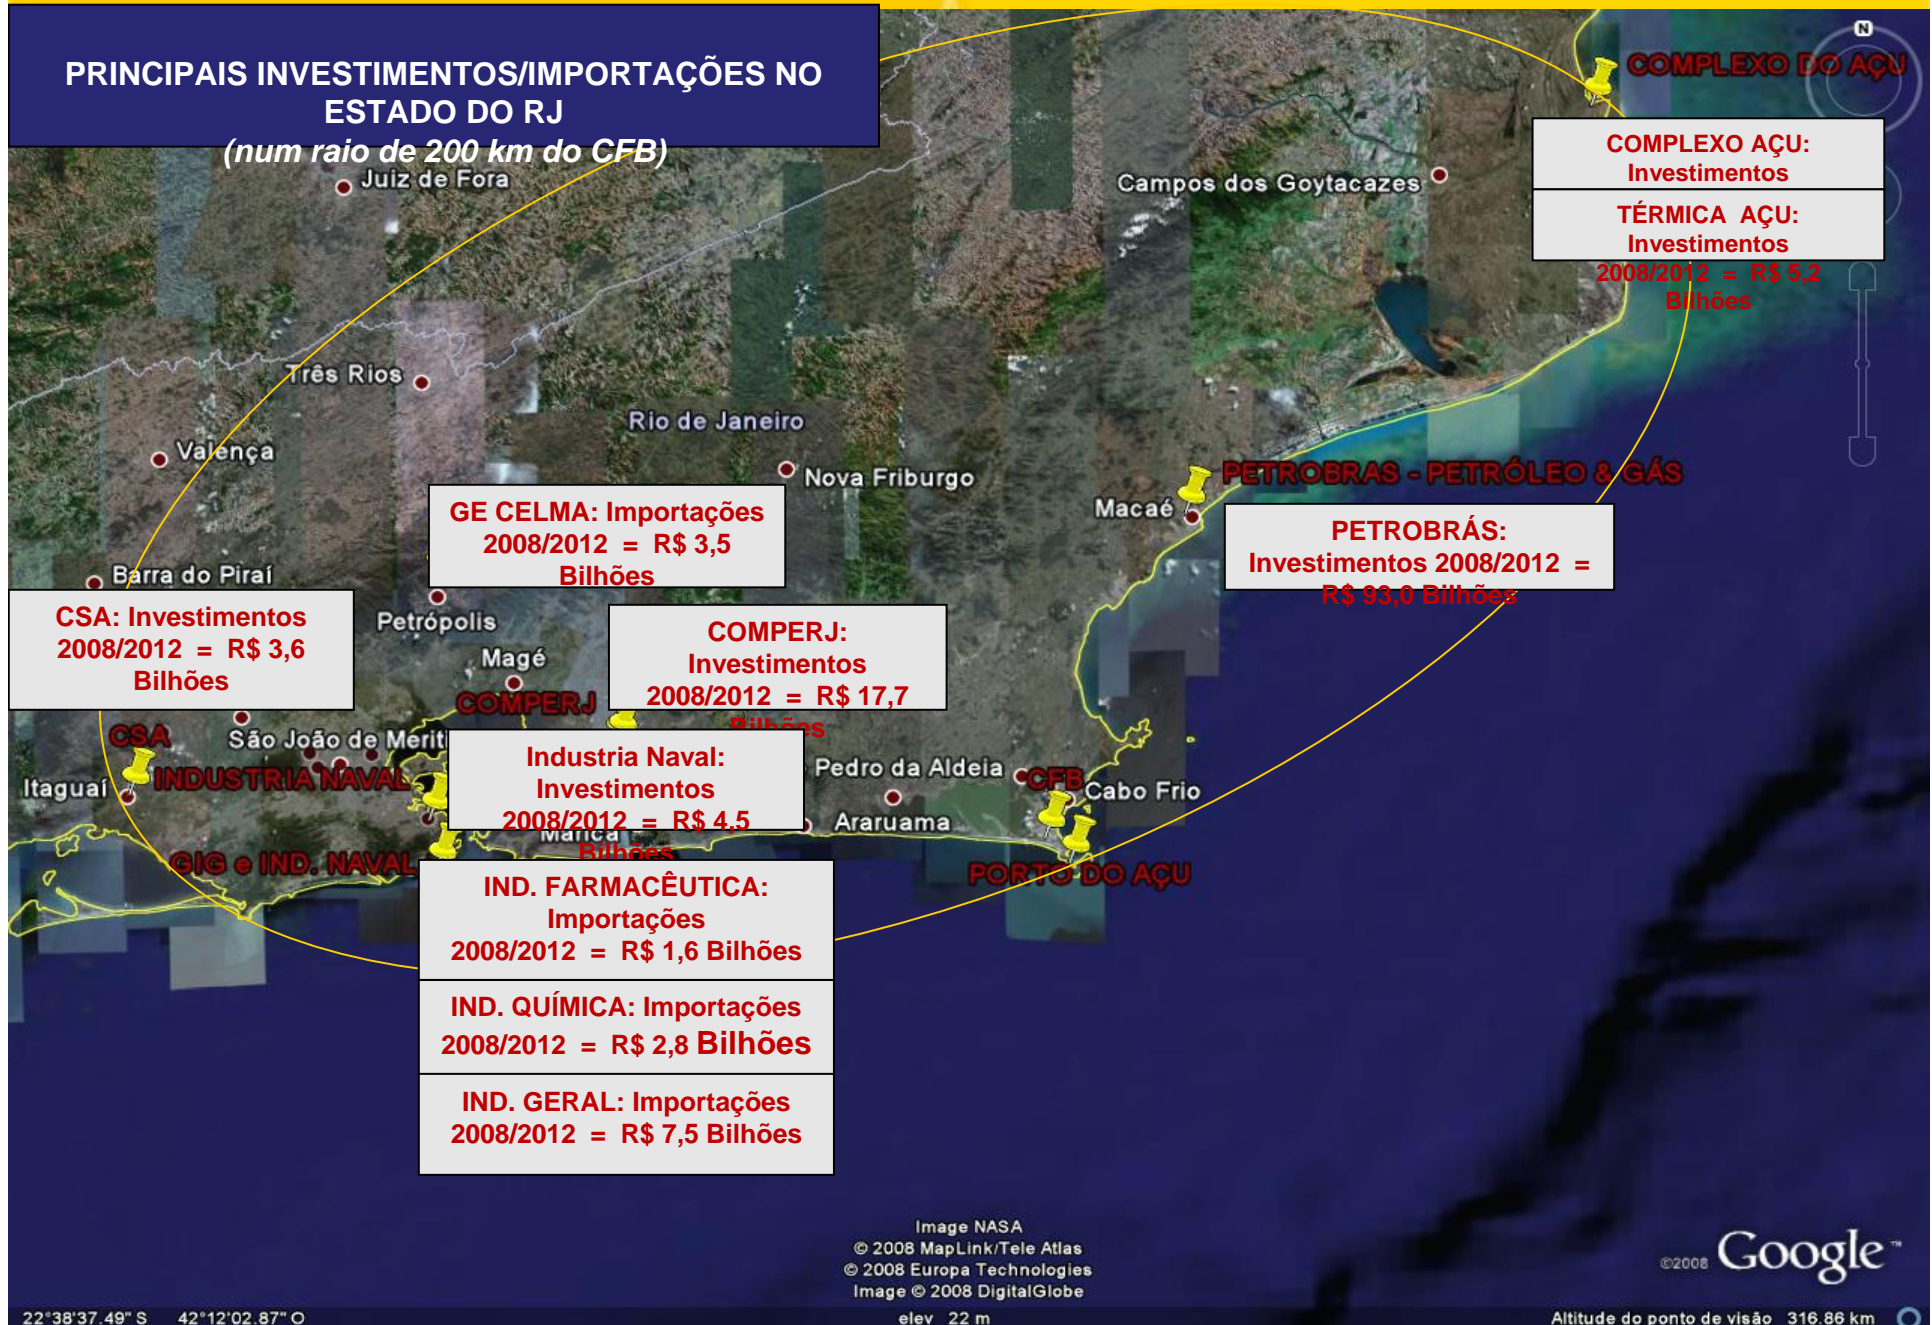 PRINCIPAIS INVESTIMENTOS/IMPORTAÇÕES NO
ESTADO DO RJ
(num raio de 200 km do CFB)
N
COMPLEXO DO AÇU
COMPLEXO AÇU:
Investimentos
TÉRMICA AÇU:
Investimentos
2008/2012 = R$ 5,2
Bilhões
Juiz de Fora
Campos dos Goytacazes
Três Rios
Rio de Janeiro
Valença
Nova Friburgo
PETROBRAS - PETRÓLEO & GÁS
Macaé
GE CELMA: Importações
2008/2012 = R$ 3,5
Bilhões
PETROBRÁS:
Investimentos 2008/2012 =
R$ 93,0 Bilhões
Barra do Piraí
CSA: Investimentos
2008/2012 = R$ 3,6
Bilhões
Petrópolis
Magé
COMPERJ
COMPERJ:
Investimentos
2008/2012 = R$ 17,7
Bilhões
CSA
São João de Meriti
Itaguaí
INDUSTRIA NAVAL
Industria Naval:
Investimentos
2008/2012 = R$ 4,5
Bilhões
Pedro da Aldeia
CFB
Cabo Frio
Araruama
Maricá
GIG e IND. NAVAL
PORTO DO AÇU
IND. FARMACÊUTICA:
Importações
2008/2012 = R$ 1,6 Bilhões
IND. QUÍMICA: Importações
2008/2012 = R$ 2,8 Bilhões
IND. GERAL: Importações
2008/2012 = R$ 7,5 Bilhões
Image NASA
© 2008 MapLink/Tele Atlas
© 2008 Europa Technologies
Image © 2008 DigitalGlobe
©2008 Google™
22°38'37.49" S 42°12'02.87" O
elev 22 m
Altitude do ponto de visão 316.86 km